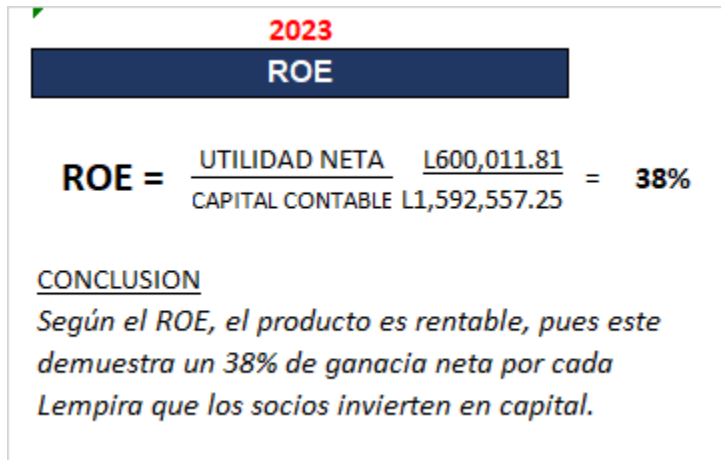 2023
ROE
ROE = UTILIDAD NETA L600,011.81 = 38%
CAPITAL CONTABLE L1,592,557.25
CONCLUSION
Según el ROE, el producto es rentable, pues este
demuestra un 38% de ganacia neta por cada
Lempira que los socios invierten en capital.